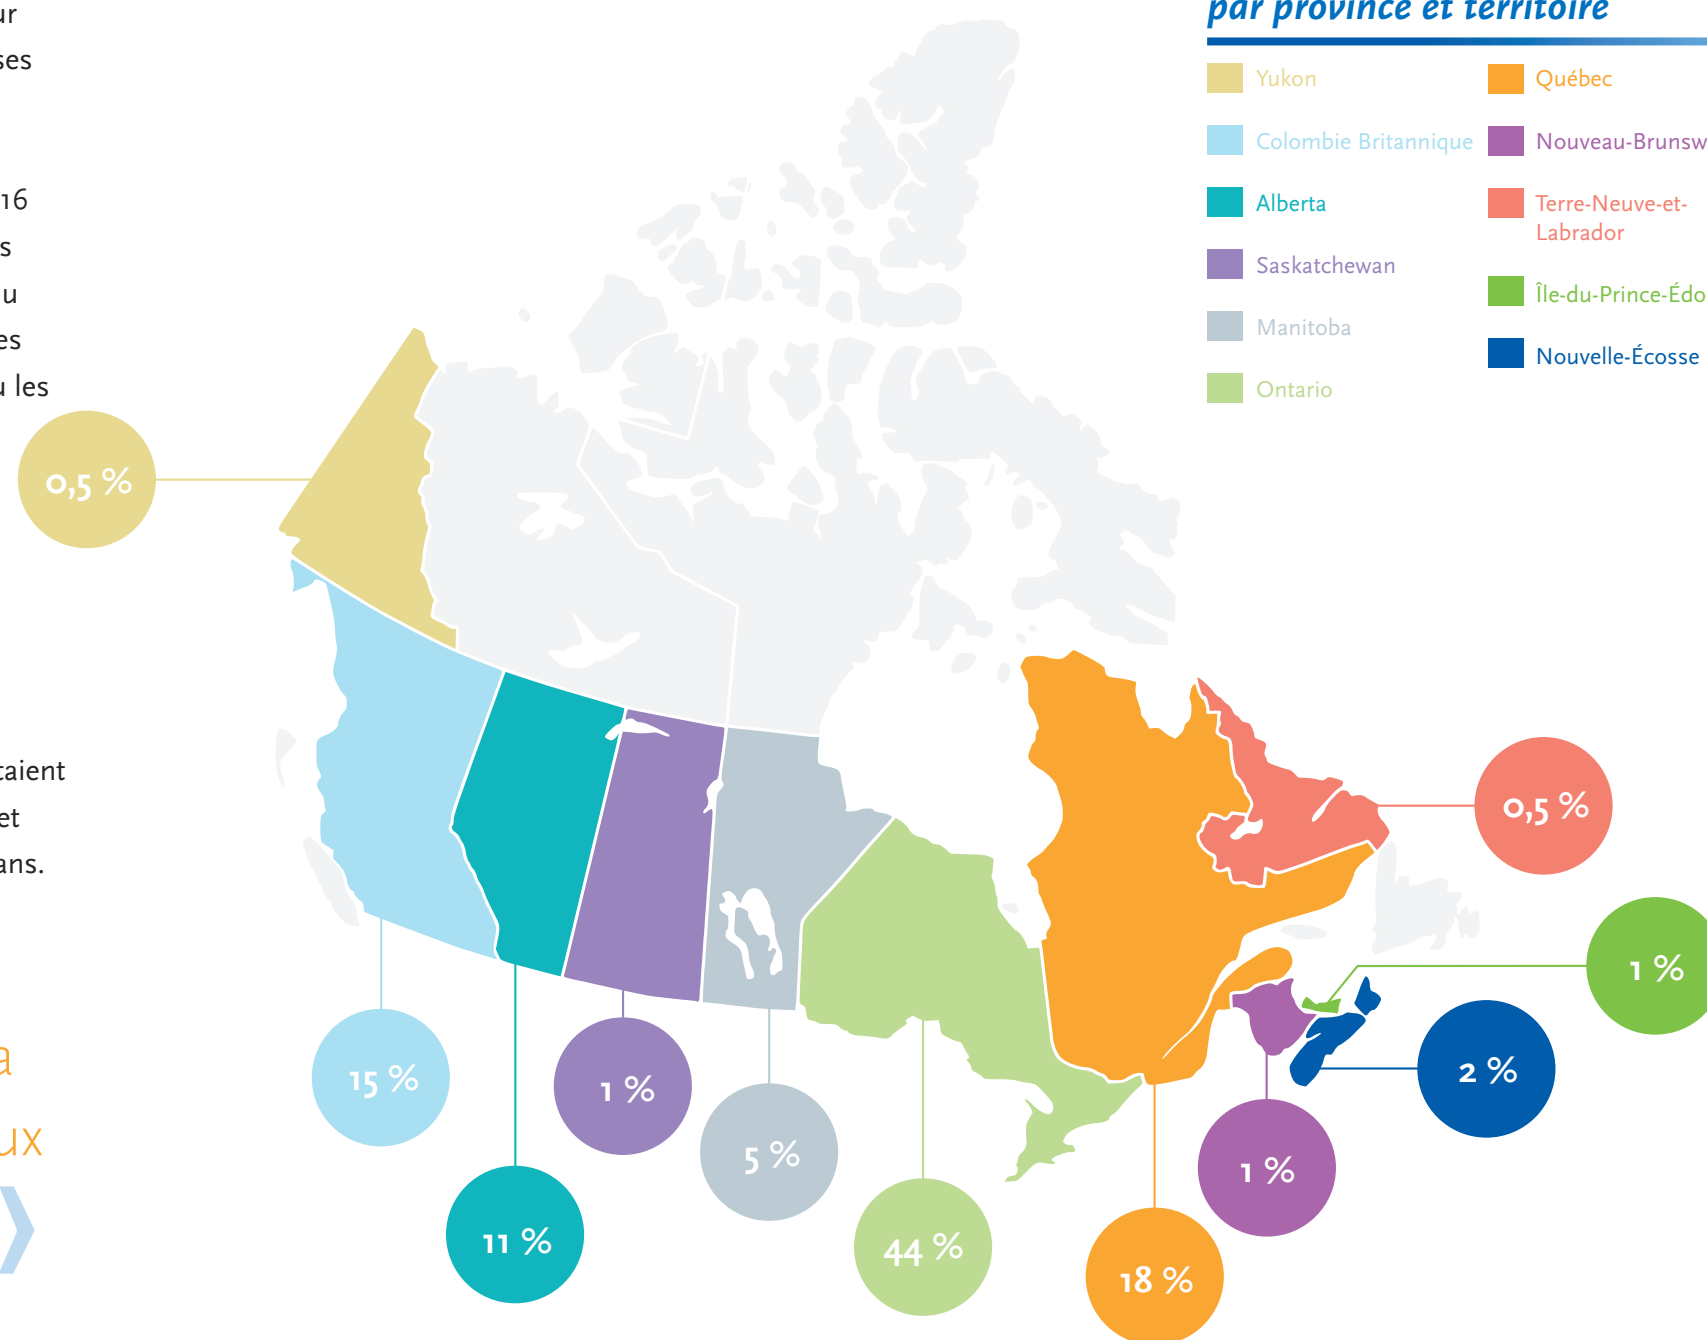 ur
ses
16
s
u
es
u les
taient
et
ans.
a
ux
par province et territoire
Yukon
Colombie Britannique
Alberta
Saskatchewan
Manitoba
Ontario
Québec
Nouveau-Brunsw
Terre-Neuve-et-
Labrador
Île-du-Prince-Édo
Nouvelle-Écosse
0,5 %
0,5 %
1 %
2 %
15 %
1 %
5 %
1 %
11 %
44 %
18 %